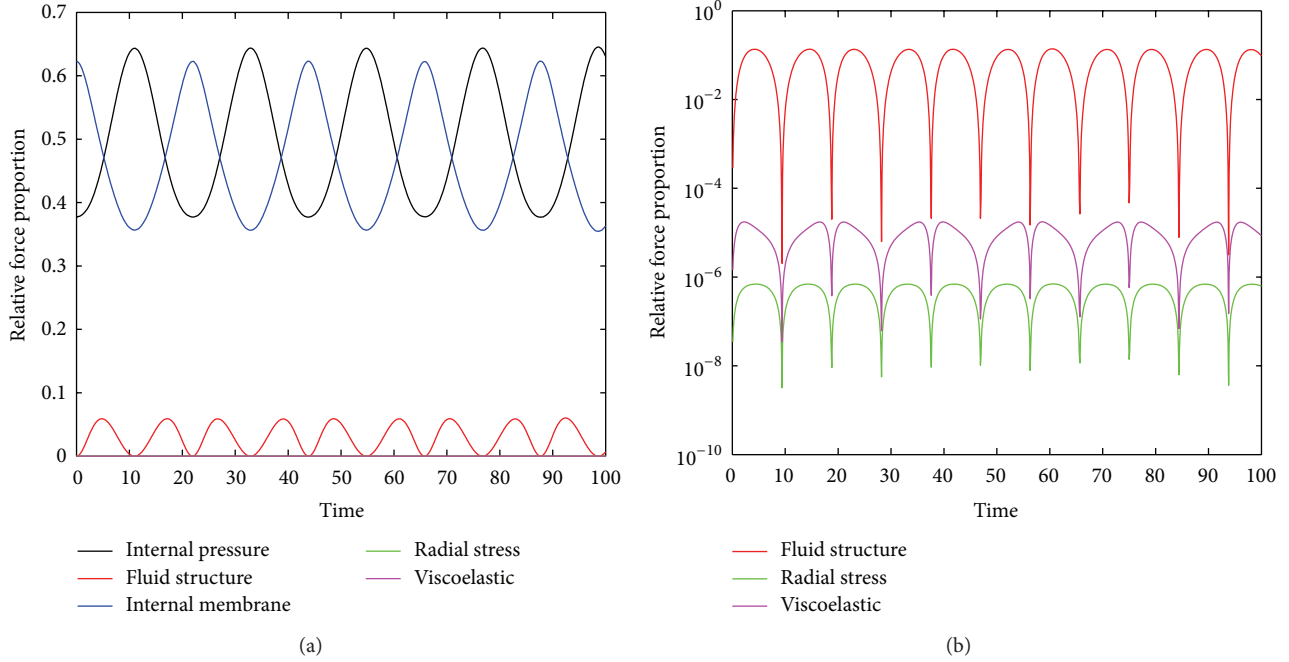 0.7
0.6
0.5
0.4
0.3
0.2
0.1
0
Relative force proportion
0 10 20 30 40 50 60 70 80 90 100
Time
Internal pressure
Fluid structure
Internal membrane
Radial stress
Viscoelastic
(a)
10⁰
10⁻²
10⁻⁴
10⁻⁶
10⁻⁸
10⁻¹⁰
Relative force proportion
0 10 20 30 40 50 60 70 80 90 100
Time
Fluid structure
Radial stress
Viscoelastic
(b)